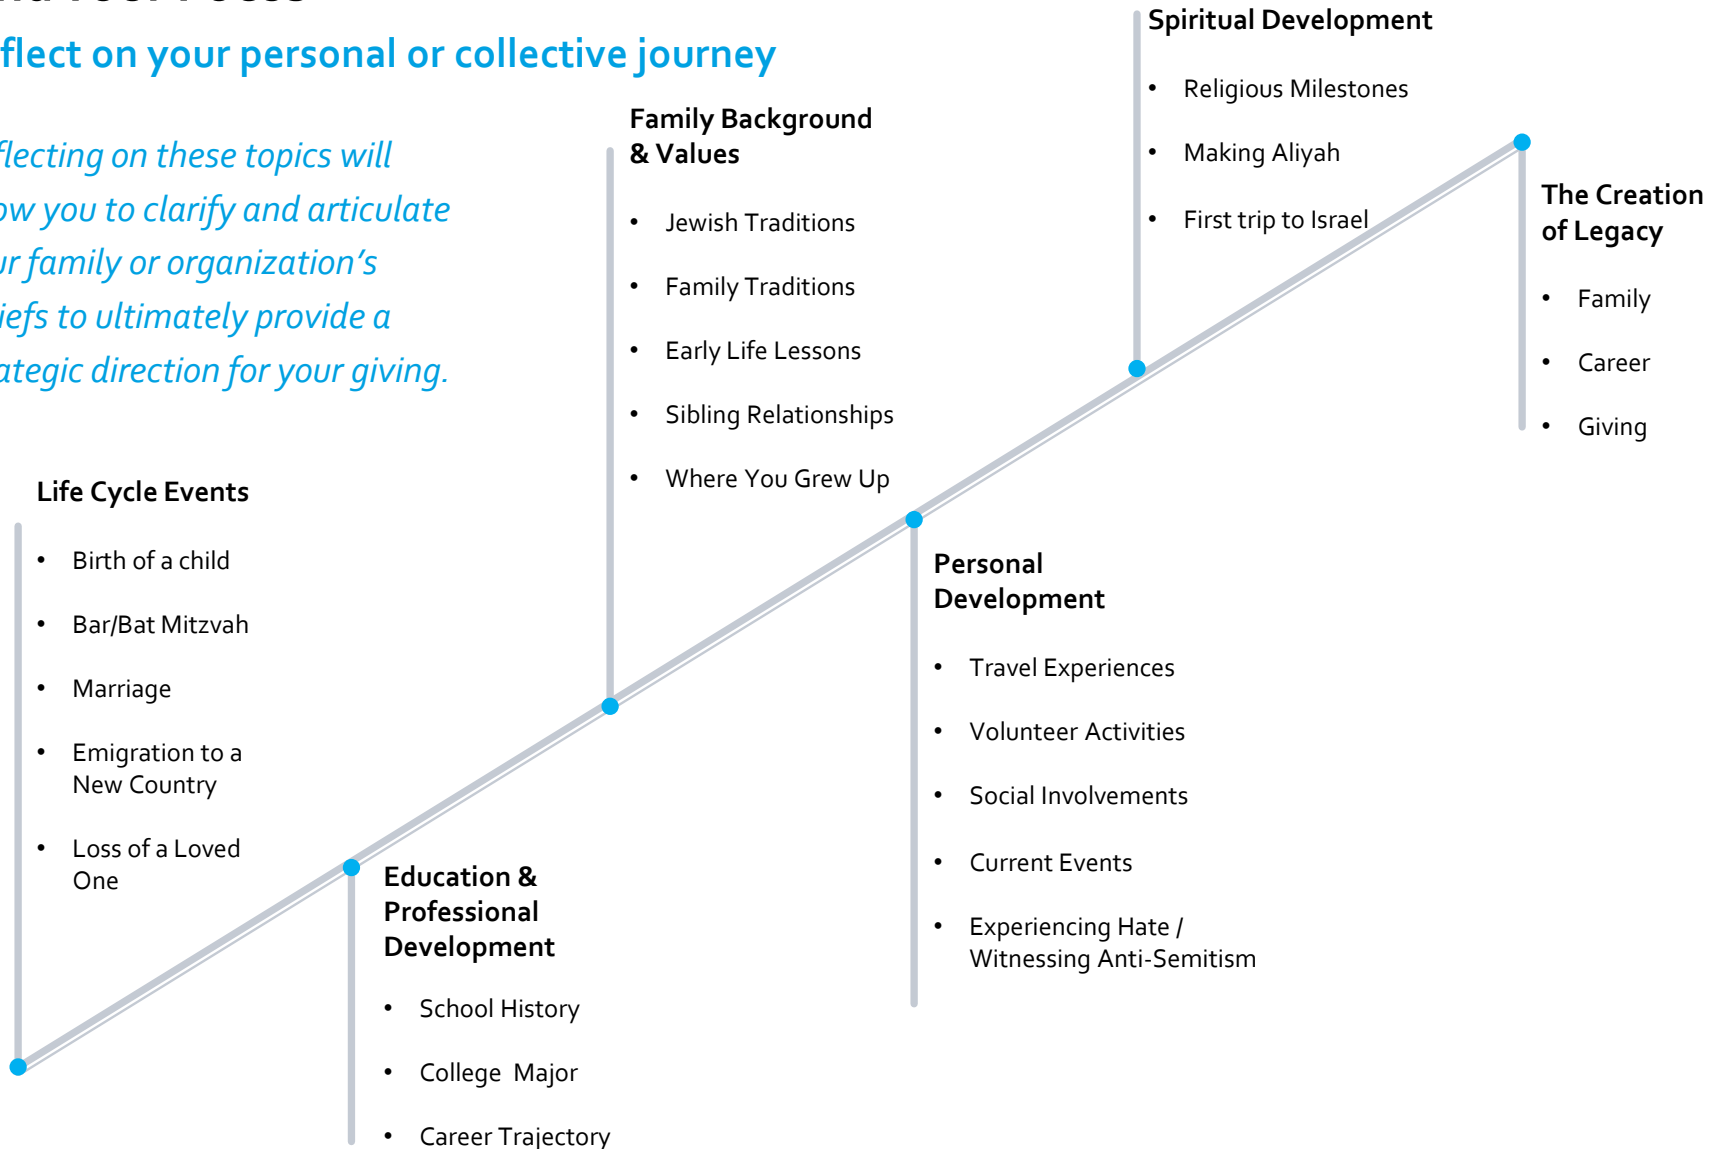 flect on your personal or collective journey
flecting on these topics will
ow you to clarify and articulate
ur family or organization's
iefs to ultimately provide a
ategic direction for your giving.
Life Cycle Events
• Birth of a child
• Bar/Bat Mitzvah
• Marriage
• Emigration to a
New Country
• Loss of a Loved
One
Education &
Professional
Development
• School History
• College Major
• Career Trajectory
Family Background
& Values
• Jewish Traditions
• Family Traditions
• Early Life Lessons
• Sibling Relationships
• Where You Grew Up
Personal
Development
• Travel Experiences
• Volunteer Activities
• Social Involvements
• Current Events
• Experiencing Hate /
Witnessing Anti-Semitism
Spiritual Development
• Religious Milestones
• Making Aliyah
• First trip to Israel
The Creation
of Legacy
• Family
• Career
• Giving